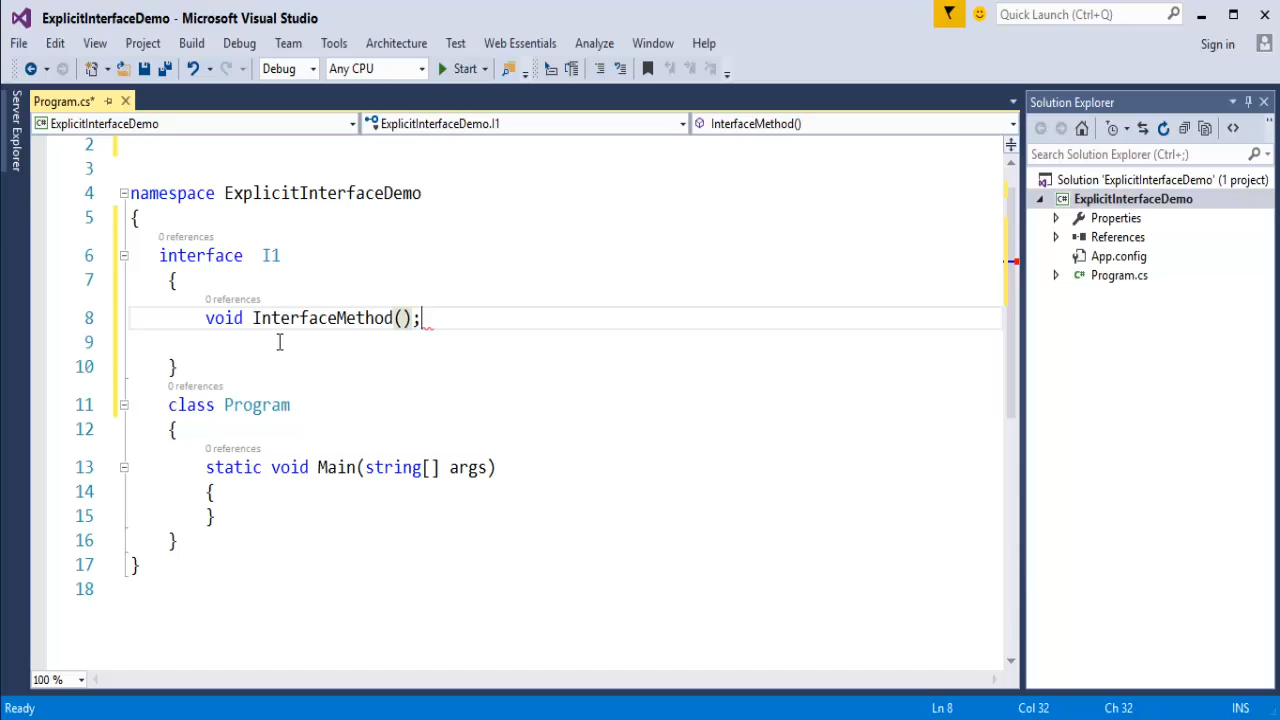 ExplicitInterfaceDemo - Microsoft Visual Studio
Quick Launch (Ctrl+Q)
File Edit View Project Build Debug Team Tools Architecture Test Web Essentials Analyze Window Help
Sign in
Debug Any CPU Start
Server Explorer
Program.cs*
ExplicitInterfaceDemo ExplicitInterfaceDemo.I1 InterfaceMethod()
2
3
4 namespace ExplicitInterfaceDemo
5 {
0 references
6 interface I1
7 {
0 references
8 void InterfaceMethod();
9
10 }
0 references
11 class Program
12 {
0 references
13 static void Main(string[] args)
14 {
15 }
16 }
17 }
18
100 %
Solution Explorer
Search Solution Explorer (Ctrl+;)
Solution 'ExplicitInterfaceDemo' (1 project)
ExplicitInterfaceDemo
Properties
References
App.config
Program.cs
Ready Ln 8 Col 32 Ch 32 INS